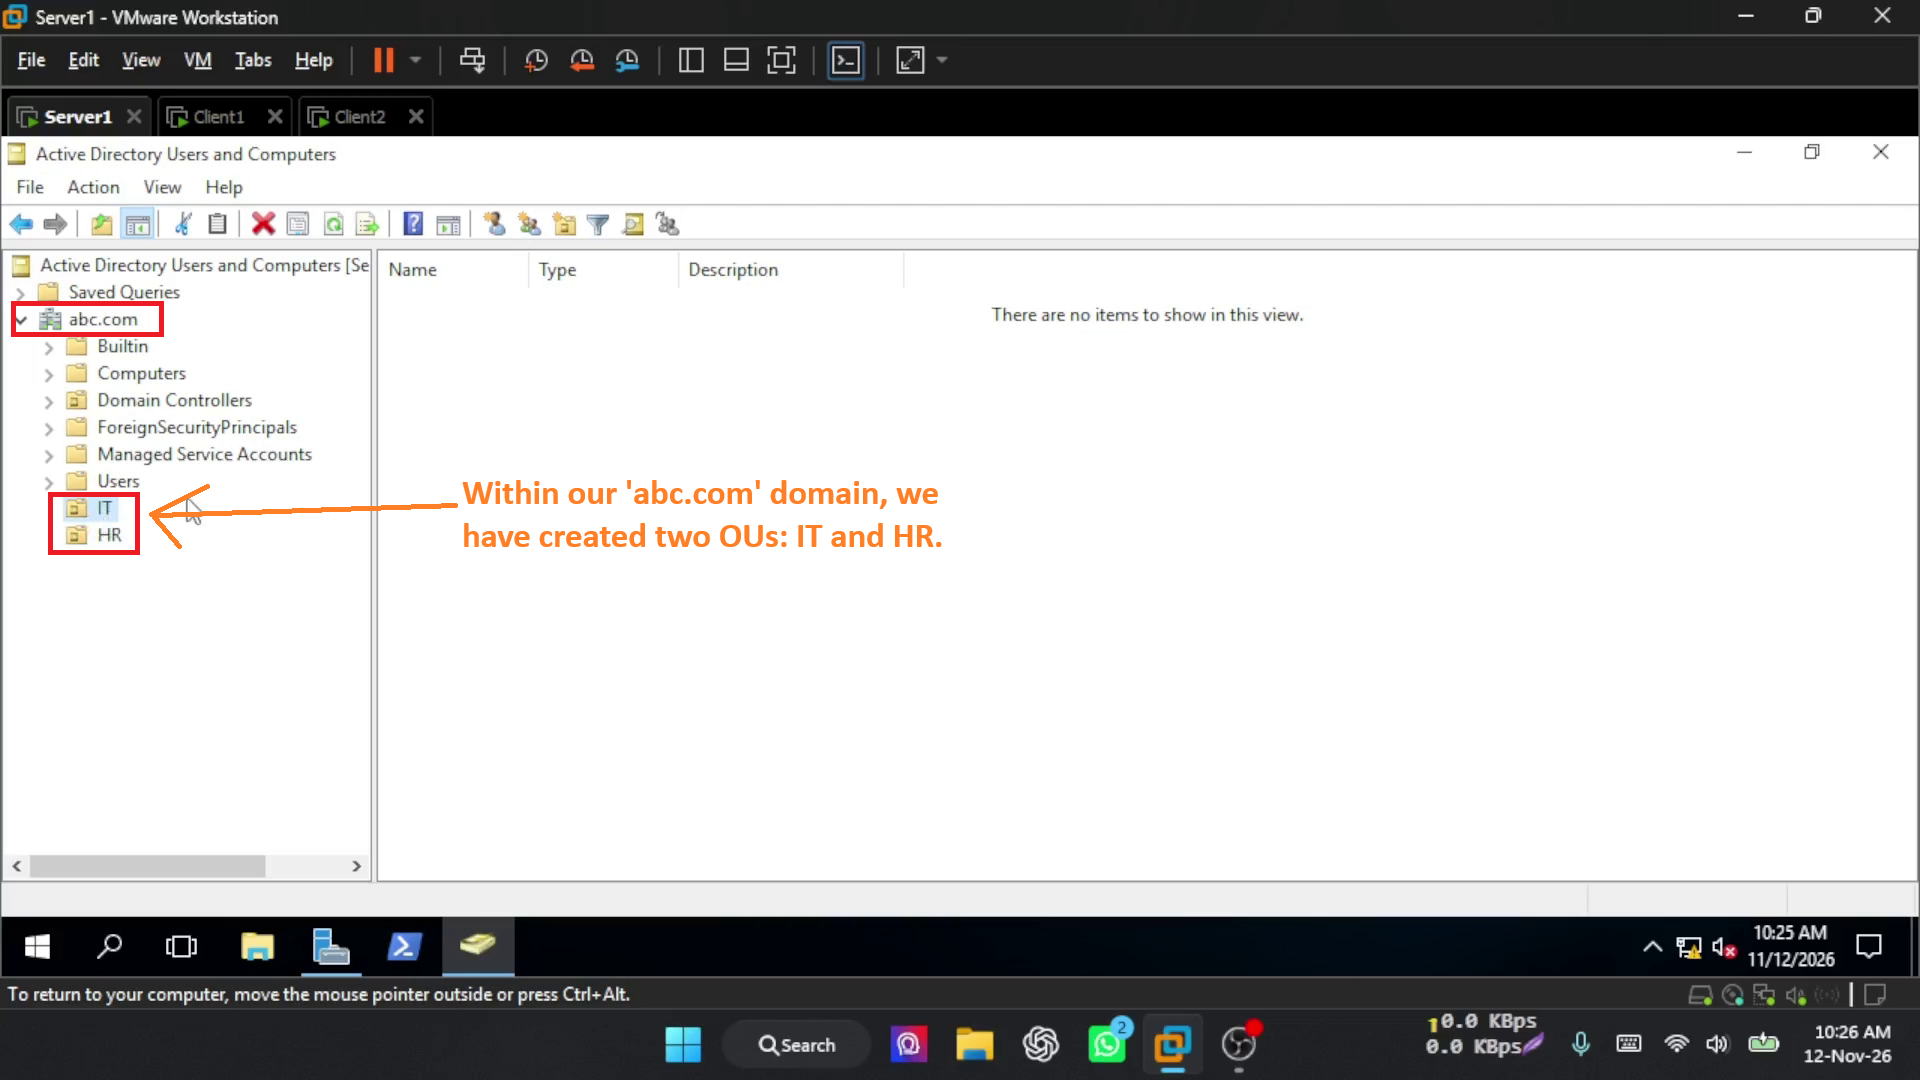 Server1 - VMware Workstation
File Edit View VM Tabs Help
Server1 Client1 Client2
Active Directory Users and Computers
File Action View Help
Active Directory Users and Computers [Se
Name Type Description
Saved Queries
There are no items to show in this view.
abc.com
Builtin
Computers
Domain Controllers
ForeignSecurityPrincipals
Managed Service Accounts
Users
IT
HR
Within our 'abc.com' domain, we
have created two OUs: IT and HR.
10:25 AM
11/12/2026
To return to your computer, move the mouse pointer outside or press Ctrl+Alt.
Search
2
0.0 KBps
0.0 KBps
10:26 AM
12-Nov-26